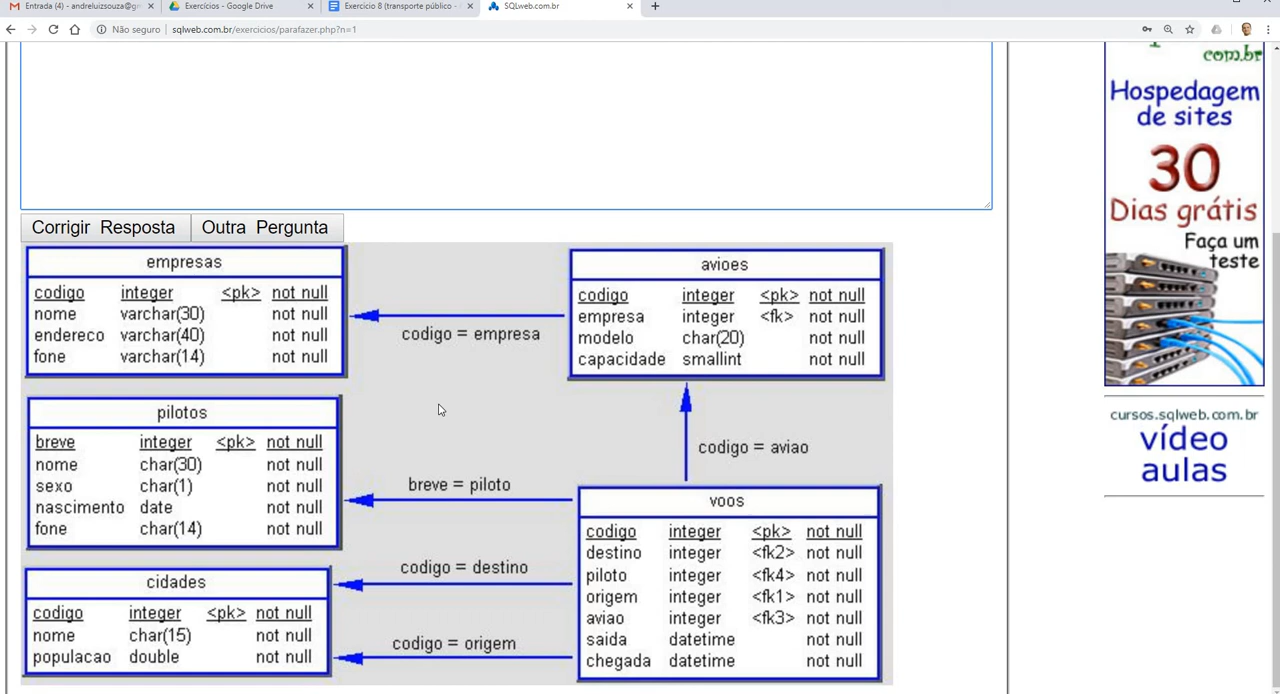 Entrada (4) - andreluizsouza@g
Exercícios - Google Drive
Exercicio 8 (transporte público -
SQLweb.com.br
Não seguro | sqlweb.com.br/exercicios/parafazer.php?n=1
com.br
Hospedagem
de sites
30
Dias grátis
Faça um
teste
cursos.sqlweb.com.br
vídeo
aulas
Corrigir Resposta
Outra Pergunta
empresas
codigo integer <pk> not null
nome varchar(30) not null
endereco varchar(40) not null
fone varchar(14) not null
codigo = empresa
avioes
codigo integer <pk> not null
empresa integer <fk> not null
modelo char(20) not null
capacidade smallint not null
pilotos
breve integer <pk> not null
nome char(30) not null
sexo char(1) not null
nascimento date not null
fone char(14) not null
codigo = aviao
breve = piloto
voos
codigo integer <pk> not null
destino integer <fk2> not null
piloto integer <fk4> not null
origem integer <fk1> not null
aviao integer <fk3> not null
saida datetime not null
chegada datetime not null
codigo = destino
cidades
codigo integer <pk> not null
nome char(15) not null
populacao double not null
codigo = origem